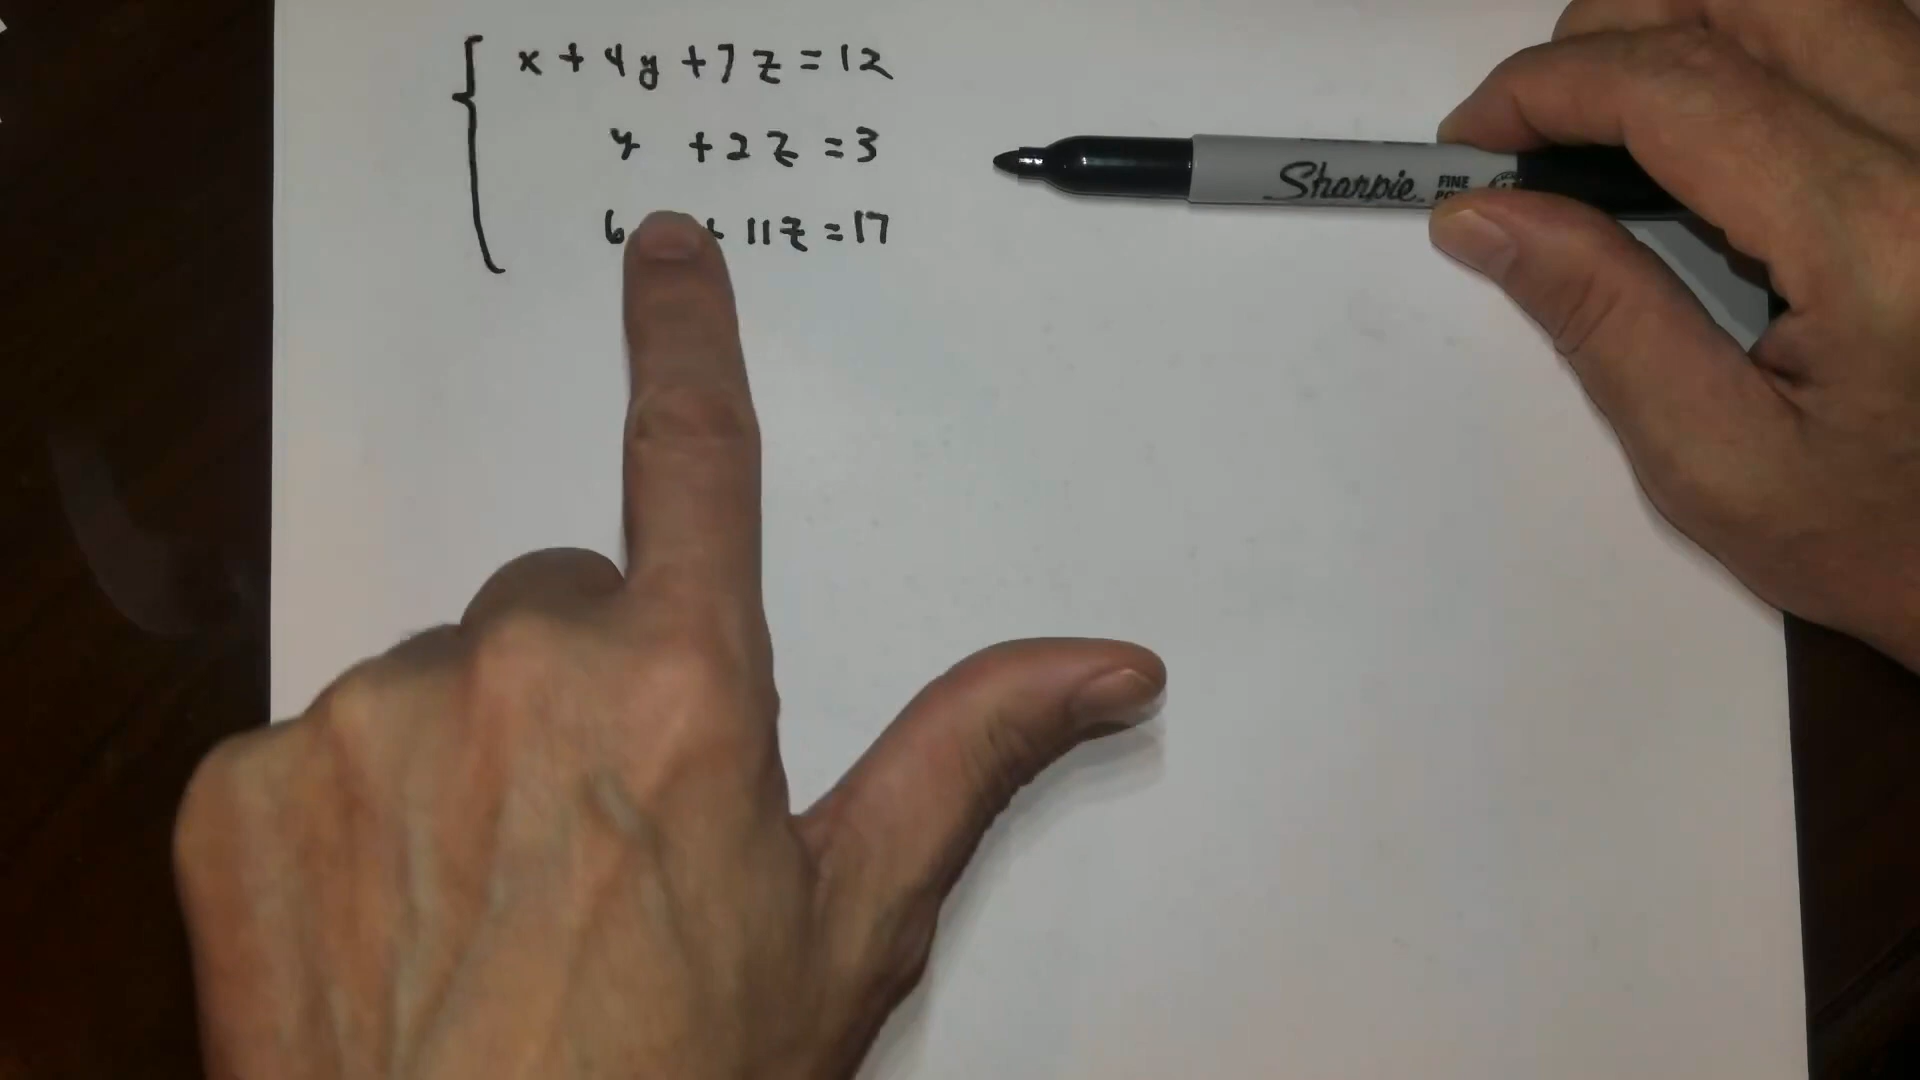 x + 4y + 7z = 12
y + 2z = 3
6 + 11z = 17
Sharpie. FINE